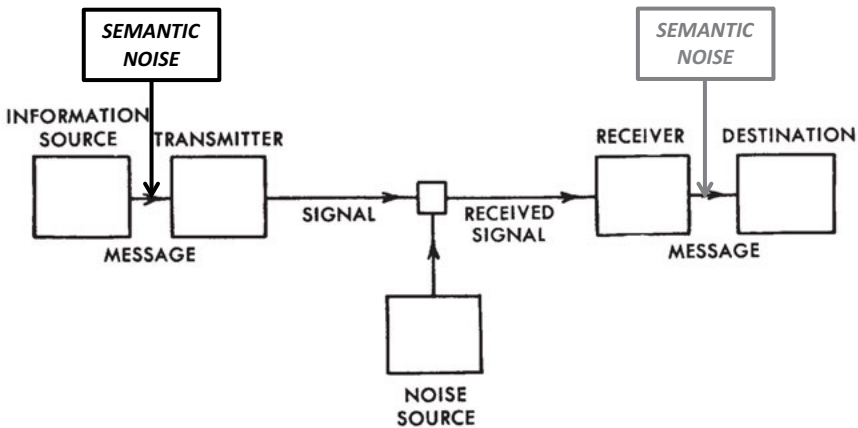 SEMANTIC
NOISE
SEMANTIC
NOISE
INFORMATION
SOURCE
TRANSMITTER
RECEIVER
DESTINATION
SIGNAL
RECEIVED
SIGNAL
MESSAGE
MESSAGE
NOISE
SOURCE